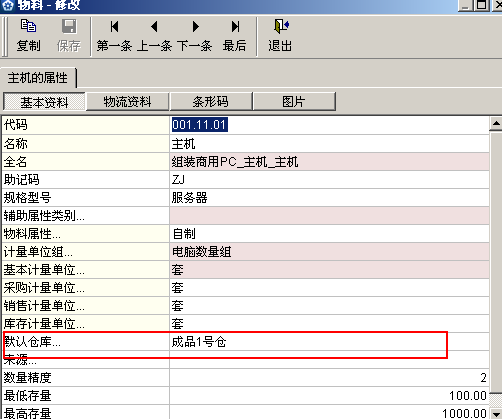 物料 - 修改
复制 保存 第一条 上一条 下一条 最后 退出
主机的属性
基本资料 物流资料 条形码 图片
代码 001.11.01
名称 主机
全名 组装商用PC_主机_主机
助记码 ZJ
规格型号 服务器
辅助属性类别...
物料属性... 自制
计量单位组... 电脑数量组
基本计量单位... 套
采购计量单位... 套
销售计量单位... 套
库存计量单位... 套
默认仓库... 成品1号仓
来源...
数量精度 2
最低存量 100.00
最高存量 1000.00